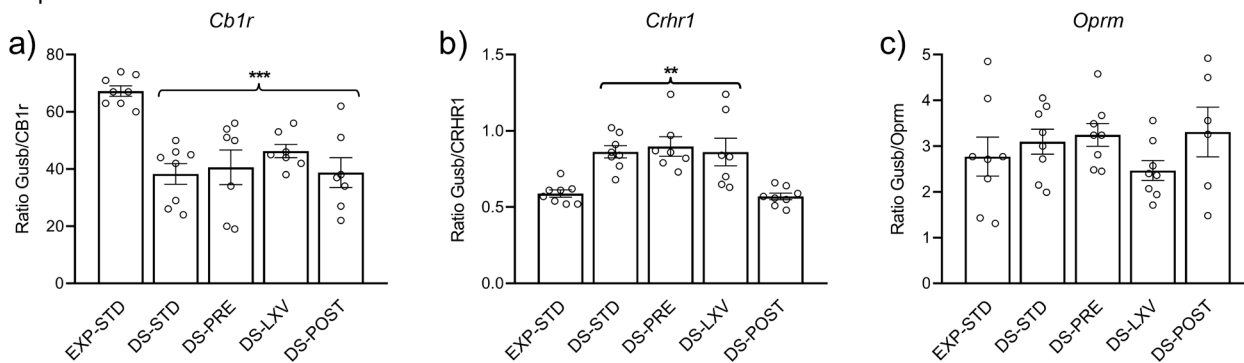 Cb1r
a)
Ratio Gusb/CB1r
80
60
40
20
0
***
EXP-STD
DS-STD
DS-PRE
DS-LXV
DS-POST
Crhr1
b)
Ratio Gusb/CRHR1
1.5
1.0
0.5
0.0
**
EXP-STD
DS-STD
DS-PRE
DS-LXV
DS-POST
Oprm
c)
Ratio Gusb/Oprm
5
4
3
2
1
0
EXP-STD
DS-STD
DS-PRE
DS-LXV
DS-POST